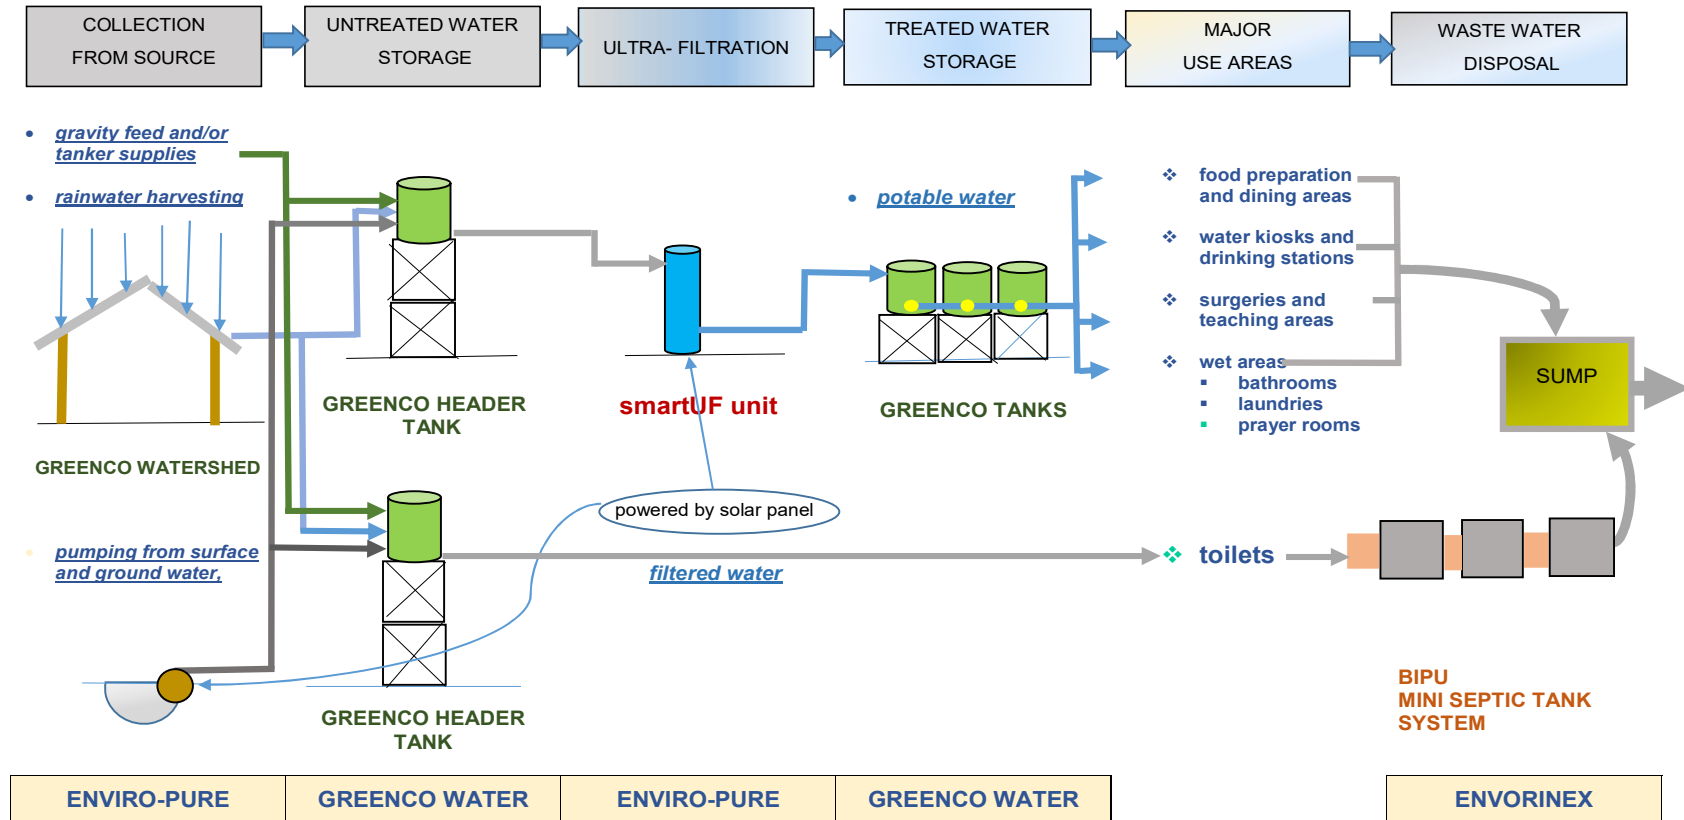 COLLECTION
FROM SOURCE
UNTREATED WATER
STORAGE
ULTRA- FILTRATION
TREATED WATER
STORAGE
MAJOR
USE AREAS
WASTE WATER
DISPOSAL
• gravity feed and/or
tanker supplies
• rainwater harvesting
• potable water
❖ food preparation
and dining areas
❖ water kiosks and
drinking stations
❖ surgeries and
teaching areas
❖ wet areas
▪ bathrooms
▪ laundries
▪ prayer rooms
SUMP
GREENCO HEADER
TANK
smartUF unit
GREENCO TANKS
GREENCO WATERSHED
powered by solar panel
• pumping from surface
and ground water,
filtered water
❖ toilets
GREENCO HEADER
TANK
BIPU
MINI SEPTIC TANK
SYSTEM
ENVIRO-PURE
GREENCO WATER
ENVIRO-PURE
GREENCO WATER
ENVORINEX